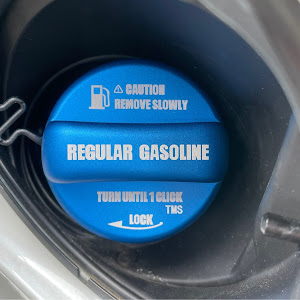 ⚠ CAUTION
REMOVE SLOWLY
REGULAR GASOLINE
TURN UNTIL 1 CLICK
TMS
LOCK